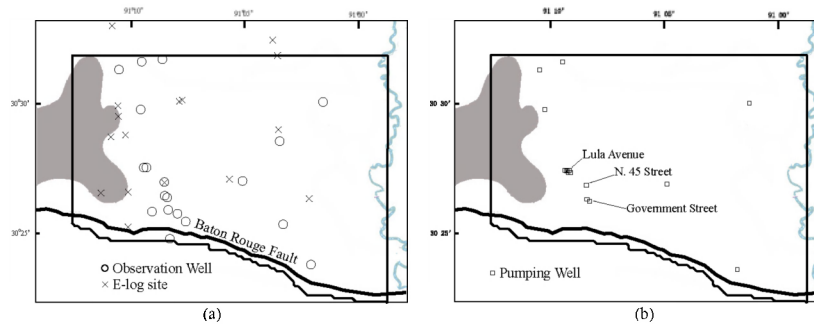 91 10' 91 05' 91 00'
30°30'
30°25'
Baton Rouge Fault
Observation Well
E-log site
(a)
91 10' 91 05' 91 00'
30 30'
30 25'
Lula Avenue
N. 45 Street
Government Street
Pumping Well
(b)